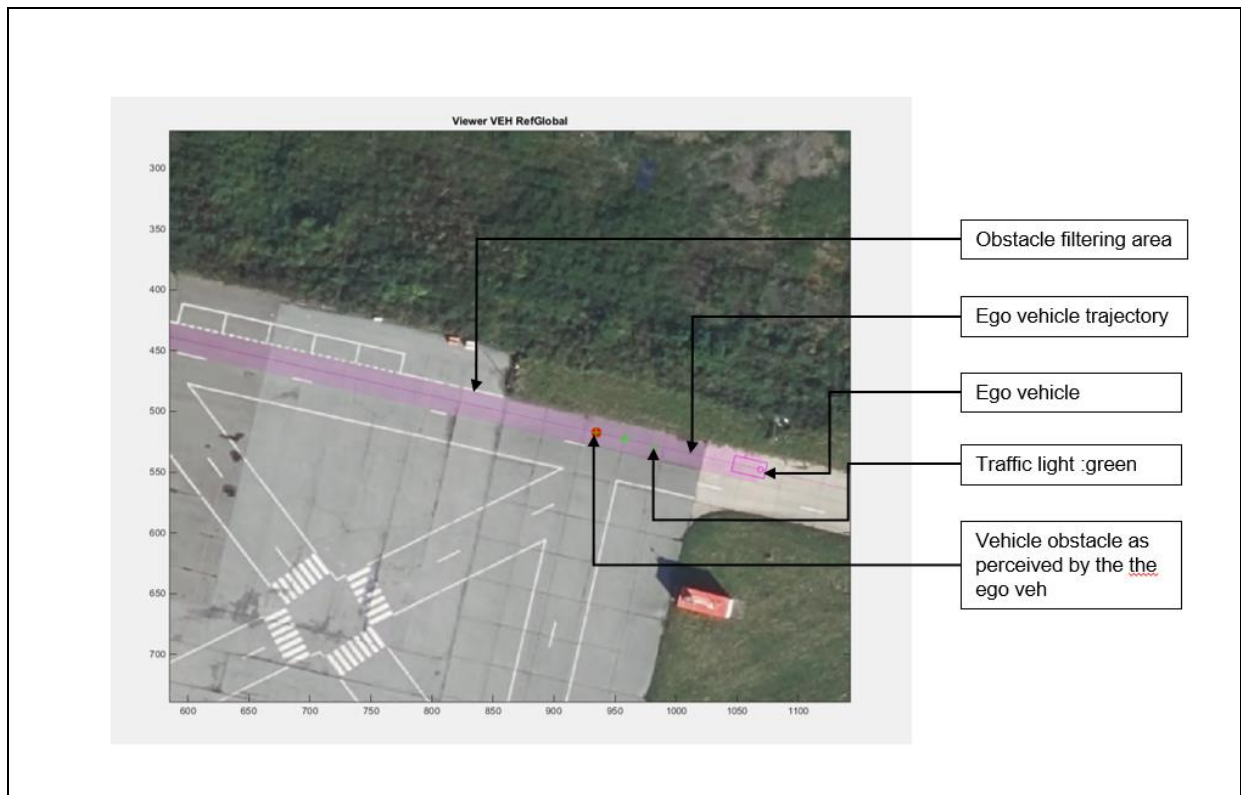 Viewer VEH RefGlobal
300
350
400
450
500
550
600
650
700
600
650
700
750
800
850
900
950
1000
1050
1100
Obstacle filtering area
Ego vehicle trajectory
Ego vehicle
Traffic light :green
Vehicle obstacle as
perceived by the the
ego veh